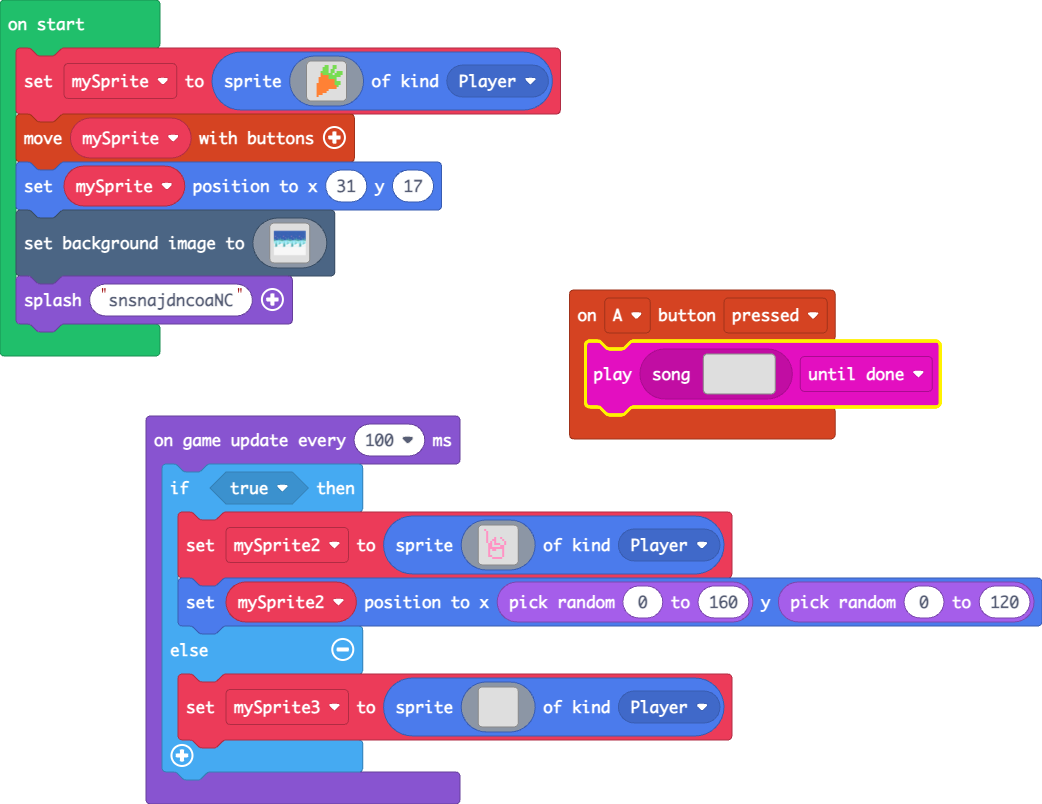 on start
set mySprite to sprite of kind Player
move mySprite with buttons
set mySprite position to x 31 y 17
set background image to
splash "snsnajdncoaNC"
on A button pressed
play song until done
on game update every 100 ms
if true then
set mySprite2 to sprite of kind Player
set mySprite2 position to x pick random 0 to 160 y pick random 0 to 120
else
set mySprite3 to sprite of kind Player